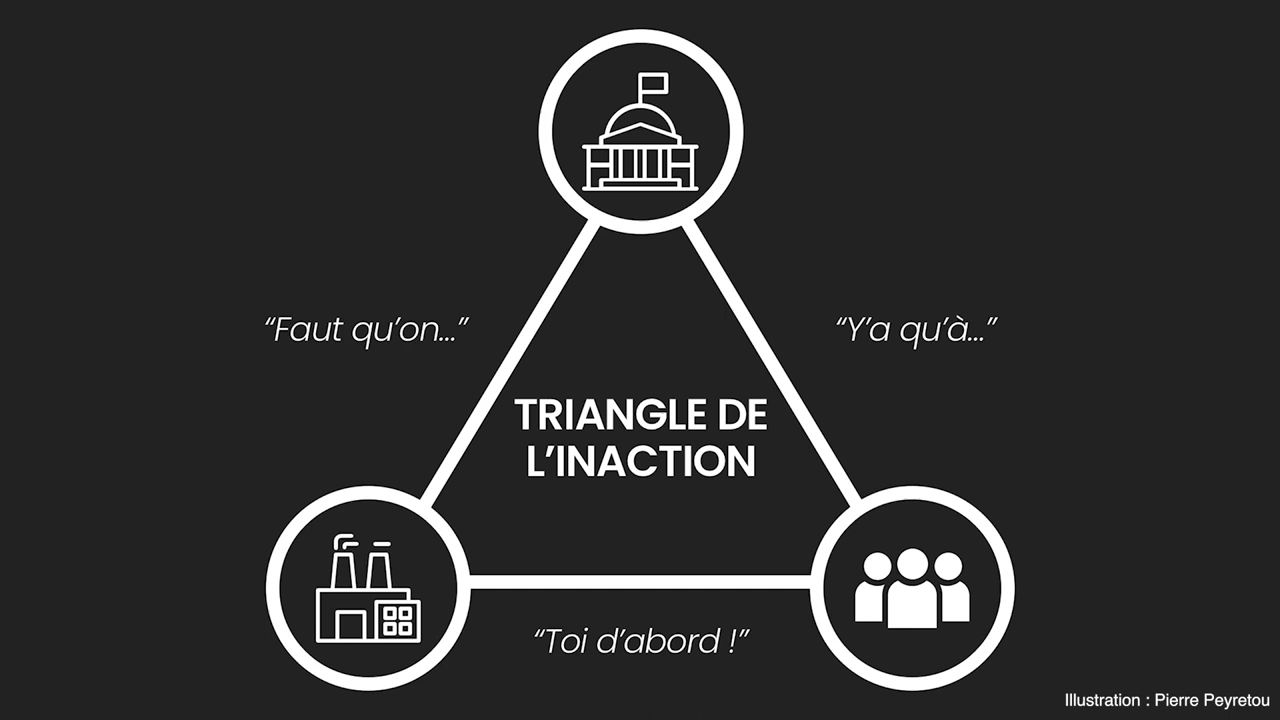 “Faut qu’on...”
“Y’a qu’à...”
TRIANGLE DE
L’INACTION
“Toi d’abord !”
Illustration : Pierre Peyretou